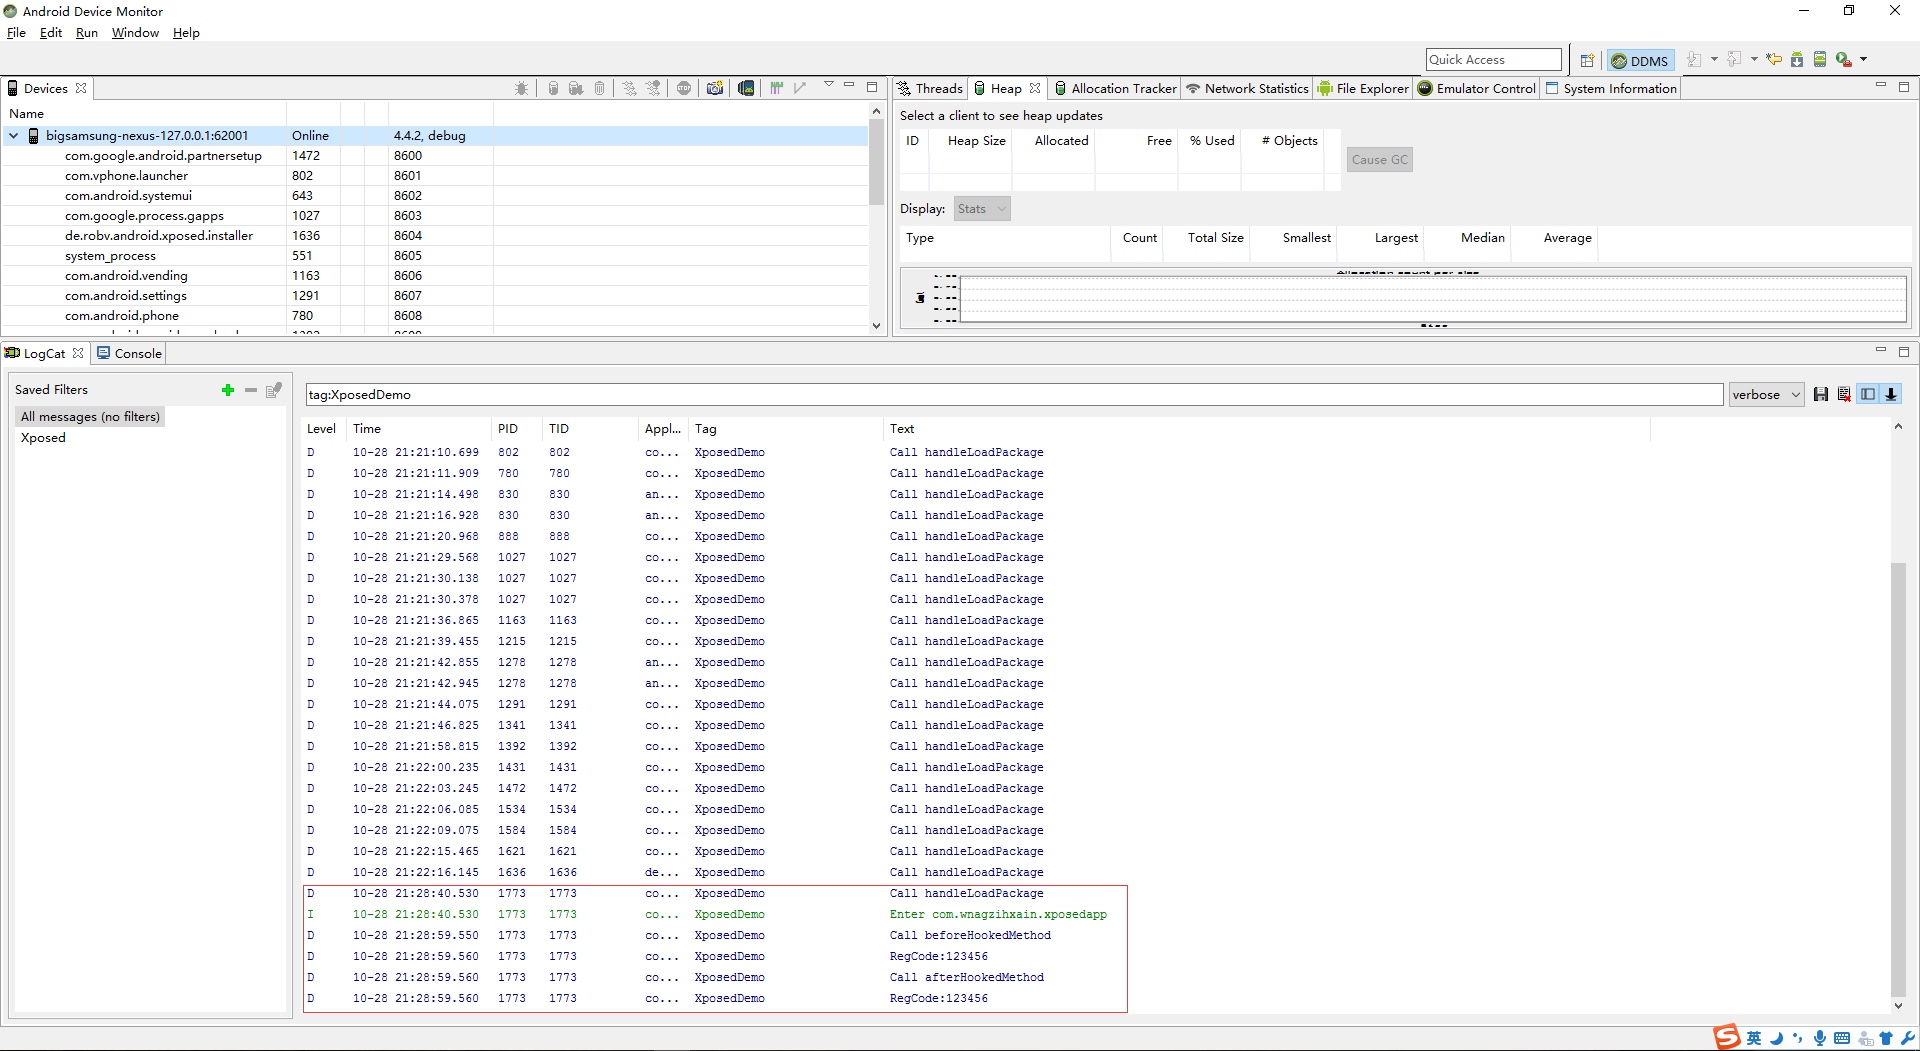 Android Device Monitor
File Edit Run Window Help
Quick Access
DDMS
Devices
Name
bigsamsung-nexus-127.0.0.1:62001 Online 4.4.2, debug
com.google.android.partnersetup 1472 8600
com.vphone.launcher 802 8601
com.android.systemui 643 8602
com.google.process.gapps 1027 8603
de.robv.android.xposed.installer 1636 8604
system_process 551 8605
com.android.vending 1163 8606
com.android.settings 1291 8607
com.android.phone 780 8608
Threads Heap Allocation Tracker Network Statistics File Explorer Emulator Control System Information
Select a client to see heap updates
ID Heap Size Allocated Free % Used # Objects
Cause GC
Display: Stats
Type Count Total Size Smallest Largest Median Average
LogCat Console
Saved Filters
All messages (no filters)
Xposed
tag:XposedDemo
verbose
Level Time PID TID Appl... Tag Text
D 10-28 21:21:10.699 802 802 co... XposedDemo Call handleLoadPackage
D 10-28 21:21:11.909 780 780 co... XposedDemo Call handleLoadPackage
D 10-28 21:21:14.498 830 830 an... XposedDemo Call handleLoadPackage
D 10-28 21:21:16.928 830 830 an... XposedDemo Call handleLoadPackage
D 10-28 21:21:20.968 888 888 co... XposedDemo Call handleLoadPackage
D 10-28 21:21:29.568 1027 1027 co... XposedDemo Call handleLoadPackage
D 10-28 21:21:30.138 1027 1027 co... XposedDemo Call handleLoadPackage
D 10-28 21:21:30.378 1027 1027 co... XposedDemo Call handleLoadPackage
D 10-28 21:21:36.865 1163 1163 co... XposedDemo Call handleLoadPackage
D 10-28 21:21:39.455 1215 1215 co... XposedDemo Call handleLoadPackage
D 10-28 21:21:42.855 1278 1278 an... XposedDemo Call handleLoadPackage
D 10-28 21:21:42.945 1278 1278 an... XposedDemo Call handleLoadPackage
D 10-28 21:21:44.075 1291 1291 co... XposedDemo Call handleLoadPackage
D 10-28 21:21:46.825 1341 1341 co... XposedDemo Call handleLoadPackage
D 10-28 21:21:58.815 1392 1392 co... XposedDemo Call handleLoadPackage
D 10-28 21:22:00.235 1431 1431 co... XposedDemo Call handleLoadPackage
D 10-28 21:22:03.245 1472 1472 co... XposedDemo Call handleLoadPackage
D 10-28 21:22:06.085 1534 1534 co... XposedDemo Call handleLoadPackage
D 10-28 21:22:09.075 1584 1584 co... XposedDemo Call handleLoadPackage
D 10-28 21:22:15.465 1621 1621 co... XposedDemo Call handleLoadPackage
D 10-28 21:22:16.145 1636 1636 de... XposedDemo Call handleLoadPackage
D 10-28 21:28:40.530 1773 1773 co... XposedDemo Call handleLoadPackage
I 10-28 21:28:40.530 1773 1773 co... XposedDemo Enter com.wnagzihxain.xposedapp
D 10-28 21:28:59.550 1773 1773 co... XposedDemo Call beforeHookedMethod
D 10-28 21:28:59.560 1773 1773 co... XposedDemo RegCode:123456
D 10-28 21:28:59.560 1773 1773 co... XposedDemo Call afterHookedMethod
D 10-28 21:28:59.560 1773 1773 co... XposedDemo RegCode:123456
英